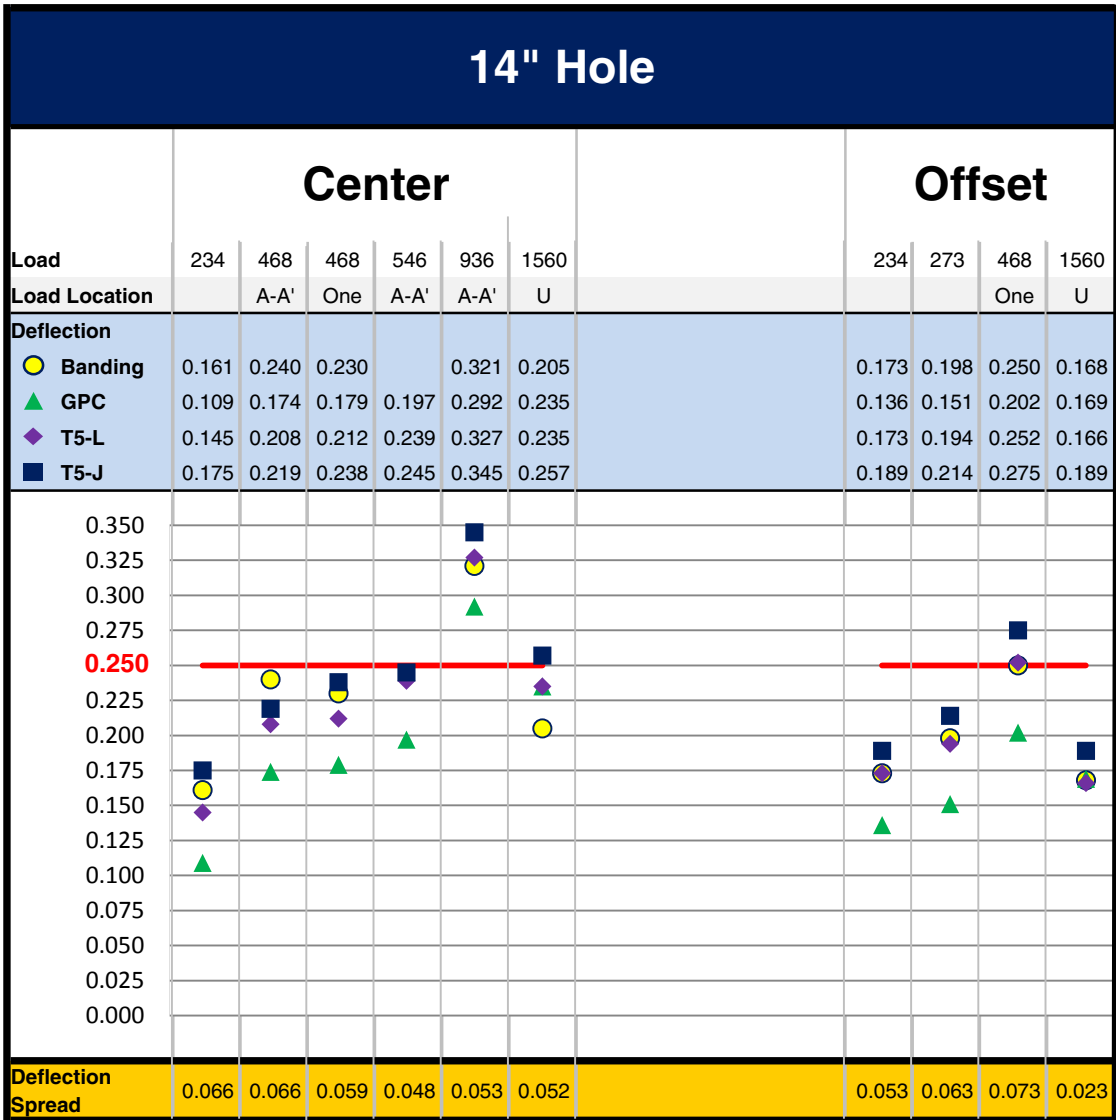 14" Hole
Center Offset
Load 234 468 468 546 936 1560 234 273 468 1560
Load Location A-A' One A-A' A-A' U One U
Deflection
Banding 0.161 0.240 0.230 0.321 0.205 0.173 0.198 0.250 0.168
GPC 0.109 0.174 0.179 0.197 0.292 0.235 0.136 0.151 0.202 0.169
T5-L 0.145 0.208 0.212 0.239 0.327 0.235 0.173 0.194 0.252 0.166
T5-J 0.175 0.219 0.238 0.245 0.345 0.257 0.189 0.214 0.275 0.189
0.350
0.325
0.300
0.275
0.250
0.225
0.200
0.175
0.150
0.125
0.100
0.075
0.050
0.025
0.000
Deflection
Spread 0.066 0.066 0.059 0.048 0.053 0.052 0.053 0.063 0.073 0.023